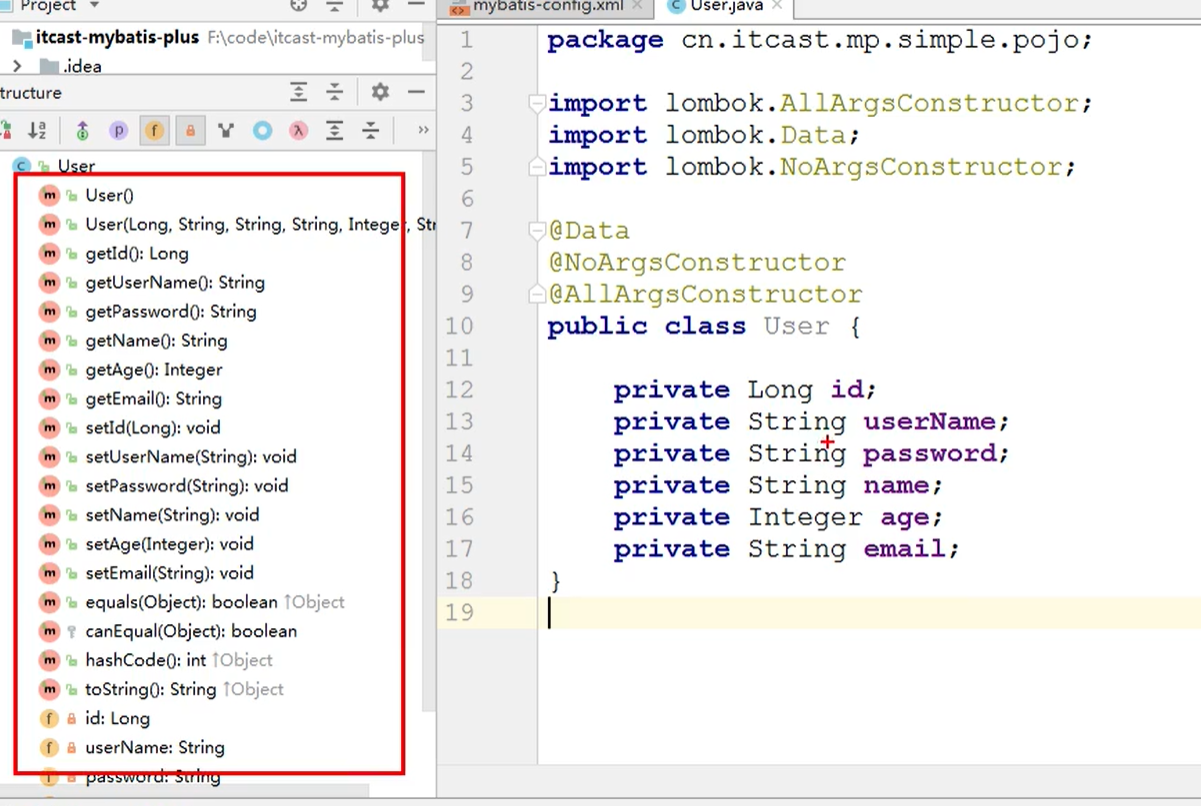 Project
itcast-mybatis-plus F:\code\itcast-mybatis-plus
.idea
tructure
User
User()
User(Long, String, String, String, Integer, Str
getId(): Long
getUserName(): String
getPassword(): String
getName(): String
getAge(): Integer
getEmail(): String
setId(Long): void
setUserName(String): void
setPassword(String): void
setName(String): void
setAge(Integer): void
setEmail(String): void
equals(Object): boolean ↑Object
canEqual(Object): boolean
hashCode(): int ↑Object
toString(): String ↑Object
id: Long
userName: String
password: String
mybatis-config.xml
User.java
1 package cn.itcast.mp.simple.pojo;
2
3 import lombok.AllArgsConstructor;
4 import lombok.Data;
5 import lombok.NoArgsConstructor;
6
7 @Data
8 @NoArgsConstructor
9 @AllArgsConstructor
10 public class User {
11
12 private Long id;
13 private String userName;
14 private String password;
15 private String name;
16 private Integer age;
17 private String email;
18 }
19